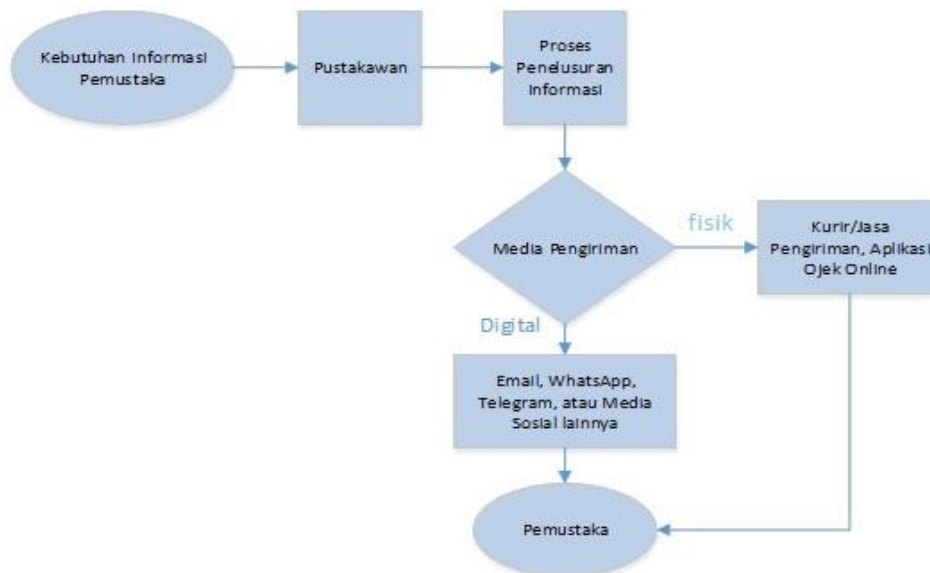 Kebutuhan Informasi
Pemustaka
Pustakawan
Proses
Penelusuran
Informasi
Media Pengiriman
fisik
Kurir/Jasa
Pengiriman, Aplikasi
Ojek Online
Digital
Email, WhatsApp,
Telegram, atau Media
Sosial lainnya
Pemustaka